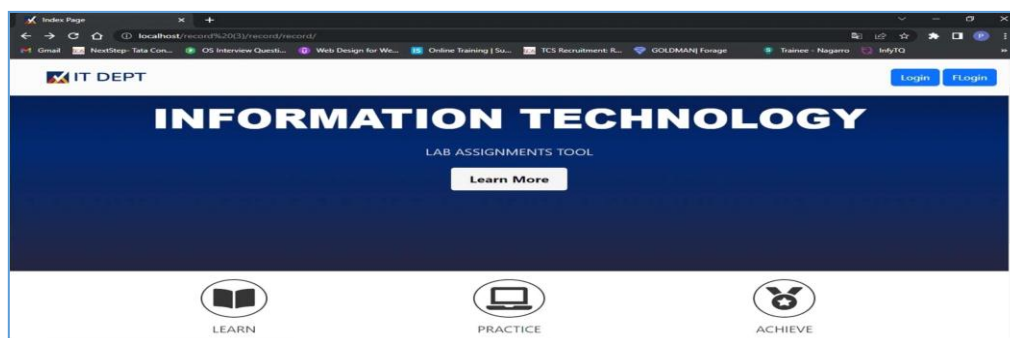 Index Page
localhost/record%20(3)/record/record/
Gmail NextStep- Tata Con... OS Interview Questi... Web Design for We... Online Training | Su... TCS Recruitment: R... GOLDMAN| Forage Trainee - Nagarro InfyTQ
IT DEPT Login FLogin
INFORMATION TECHNOLOGY
LAB ASSIGNMENTS TOOL
Learn More
LEARN PRACTICE ACHIEVE